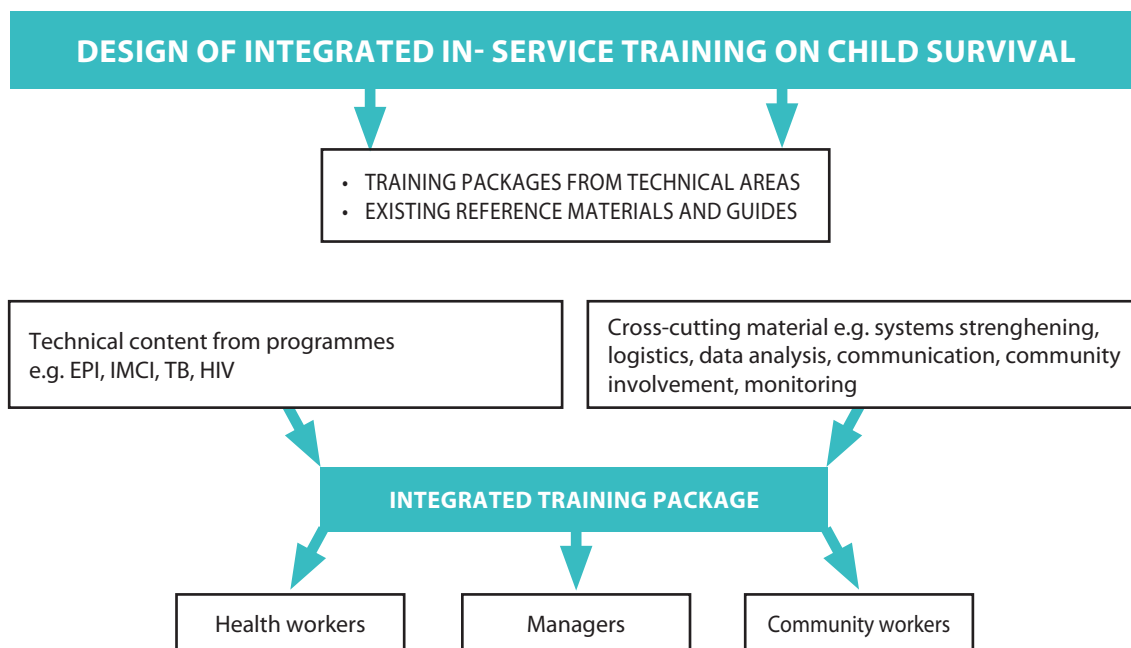 DESIGN OF INTEGRATED IN- SERVICE TRAINING ON CHILD SURVIVAL
• TRAINING PACKAGES FROM TECHNICAL AREAS
• EXISTING REFERENCE MATERIALS AND GUIDES
Technical content from programmes
e.g. EPI, IMCI, TB, HIV
Cross-cutting material e.g. systems strenghening,
logistics, data analysis, communication, community
involvement, monitoring
INTEGRATED TRAINING PACKAGE
Health workers
Managers
Community workers